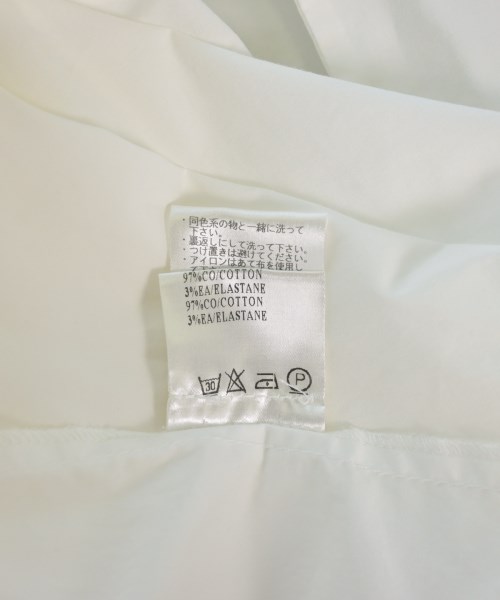 ・同色系の物と一緒に洗って
下さい。
・裏返しにして洗って下さい。
・つけ置きは避けてください。
・アイロンはあて布を使用し
97%CO/COTTON
3%EA/ELASTANE
97%CO/COTTON
3%EA/ELASTANE
30 P